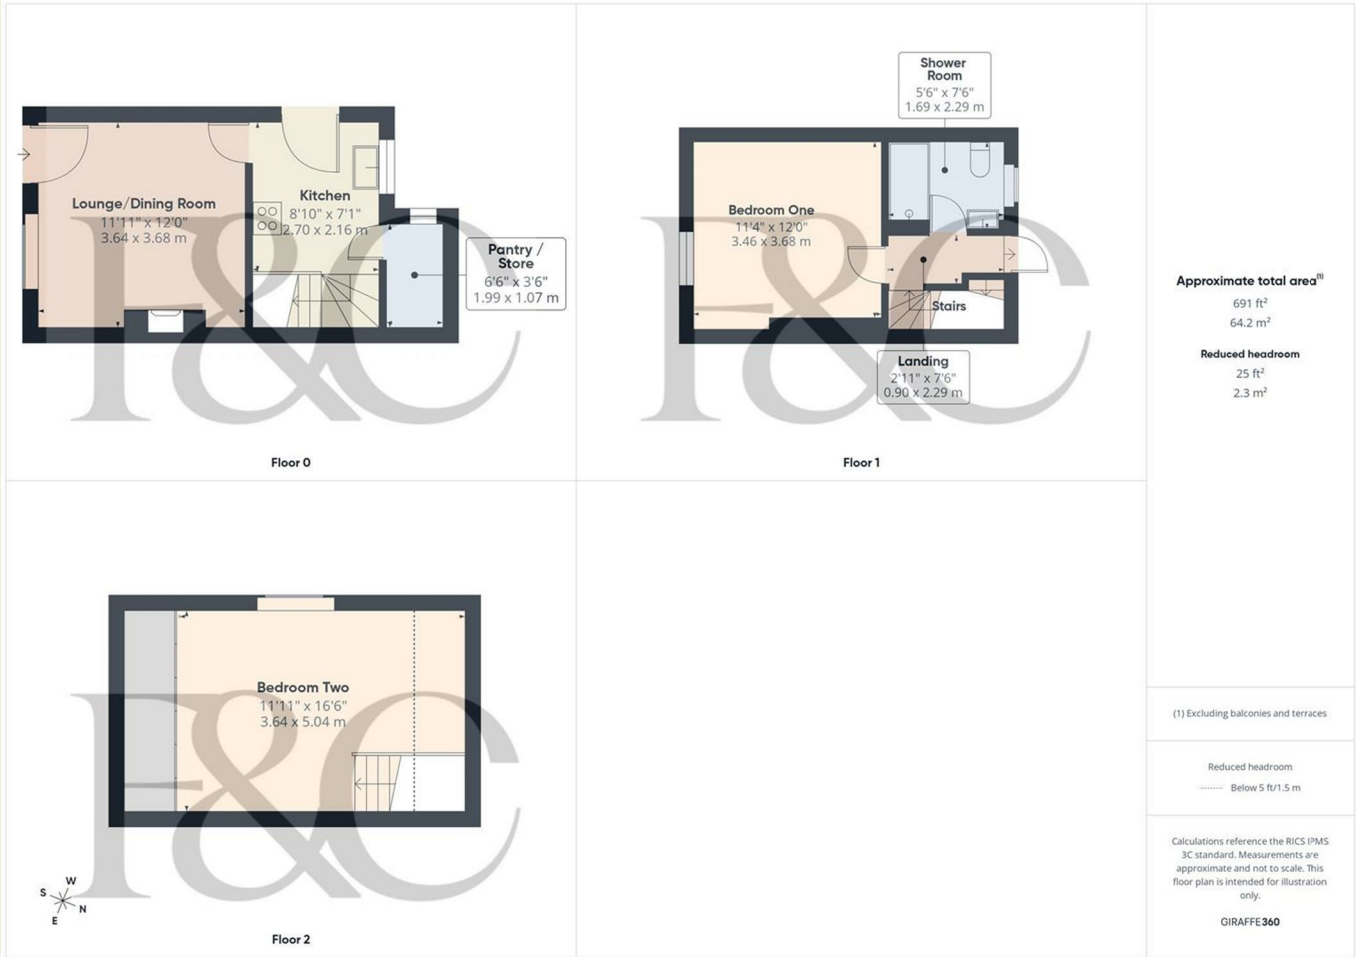 Lounge/Dining Room
11'11" x 12'0"
3.64 x 3.68 m
Kitchen
8'10" x 7'1"
2.70 x 2.16 m
Pantry /
Store
6'6" x 3'6"
1.99 x 1.07 m
F&C
Floor 0
Shower
Room
5'6" x 7'6"
1.69 x 2.29 m
Bedroom One
11'4" x 12'0"
3.46 x 3.68 m
Stairs
Landing
2'11" x 7'6"
0.90 x 2.29 m
F&C
Floor 1
Bedroom Two
11'11" x 16'6"
3.64 x 5.04 m
F&C
W
S
N
E
Floor 2
Approximate total area(1)
691 ft²
64.2 m²
Reduced headroom
25 ft²
2.3 m²
(1) Excluding balconies and terraces
Reduced headroom
Below 5 ft/1.5 m
Calculations reference the RICS IPMS
3C standard. Measurements are
approximate and not to scale. This
floor plan is intended for illustration
only.
GIRAFFE360